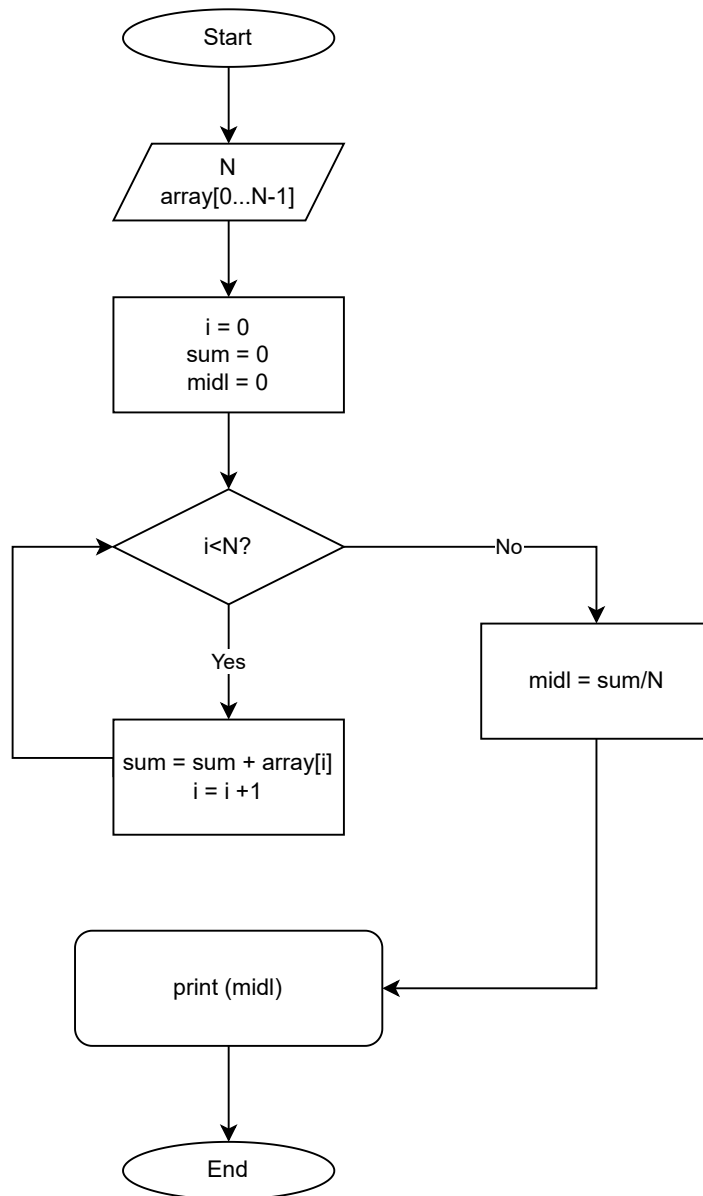 Start
N
array[0...N-1]
i = 0
sum = 0
midl = 0
i<N?
No
Yes
midl = sum/N
sum = sum + array[i]
i = i +1
print (midl)
End